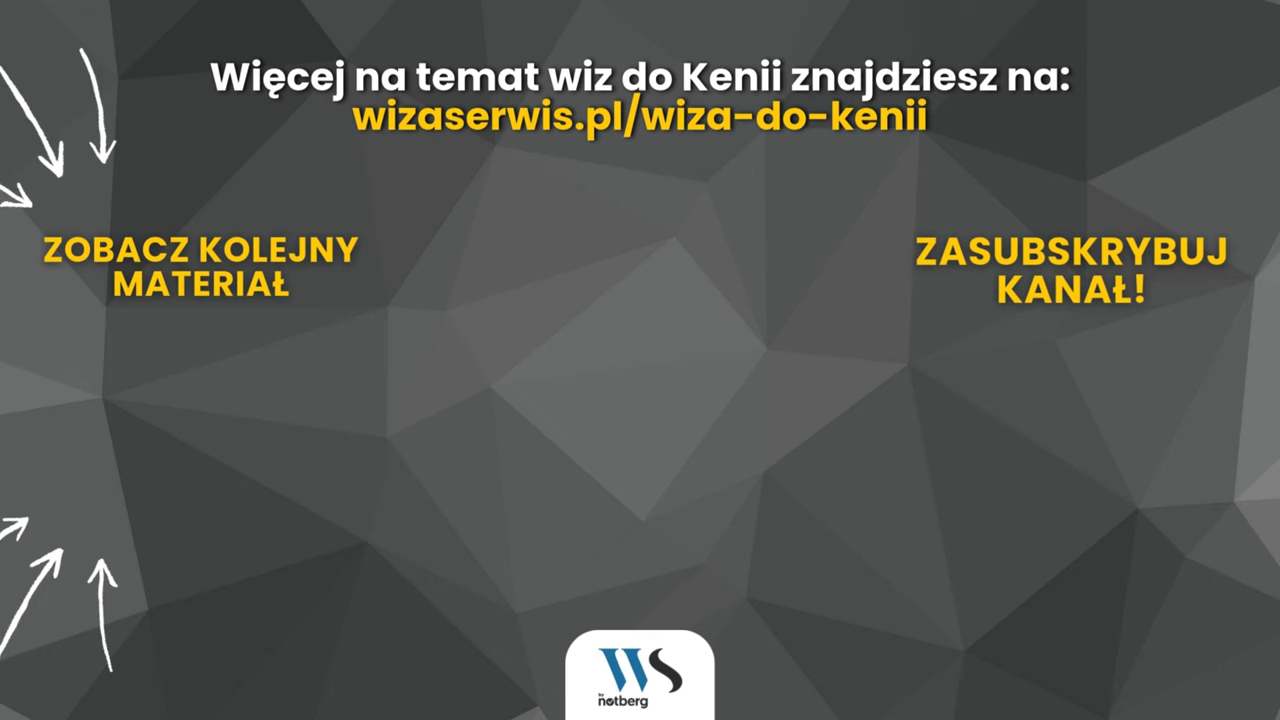 Więcej na temat wiz do Kenii znajdziesz na:
wizaserwis.pl/wiza-do-kenii
ZOBACZ KOLEJNY
MATERIAŁ
ZASUBSKRYBUJ
KANAŁ!
WS
by
notberg